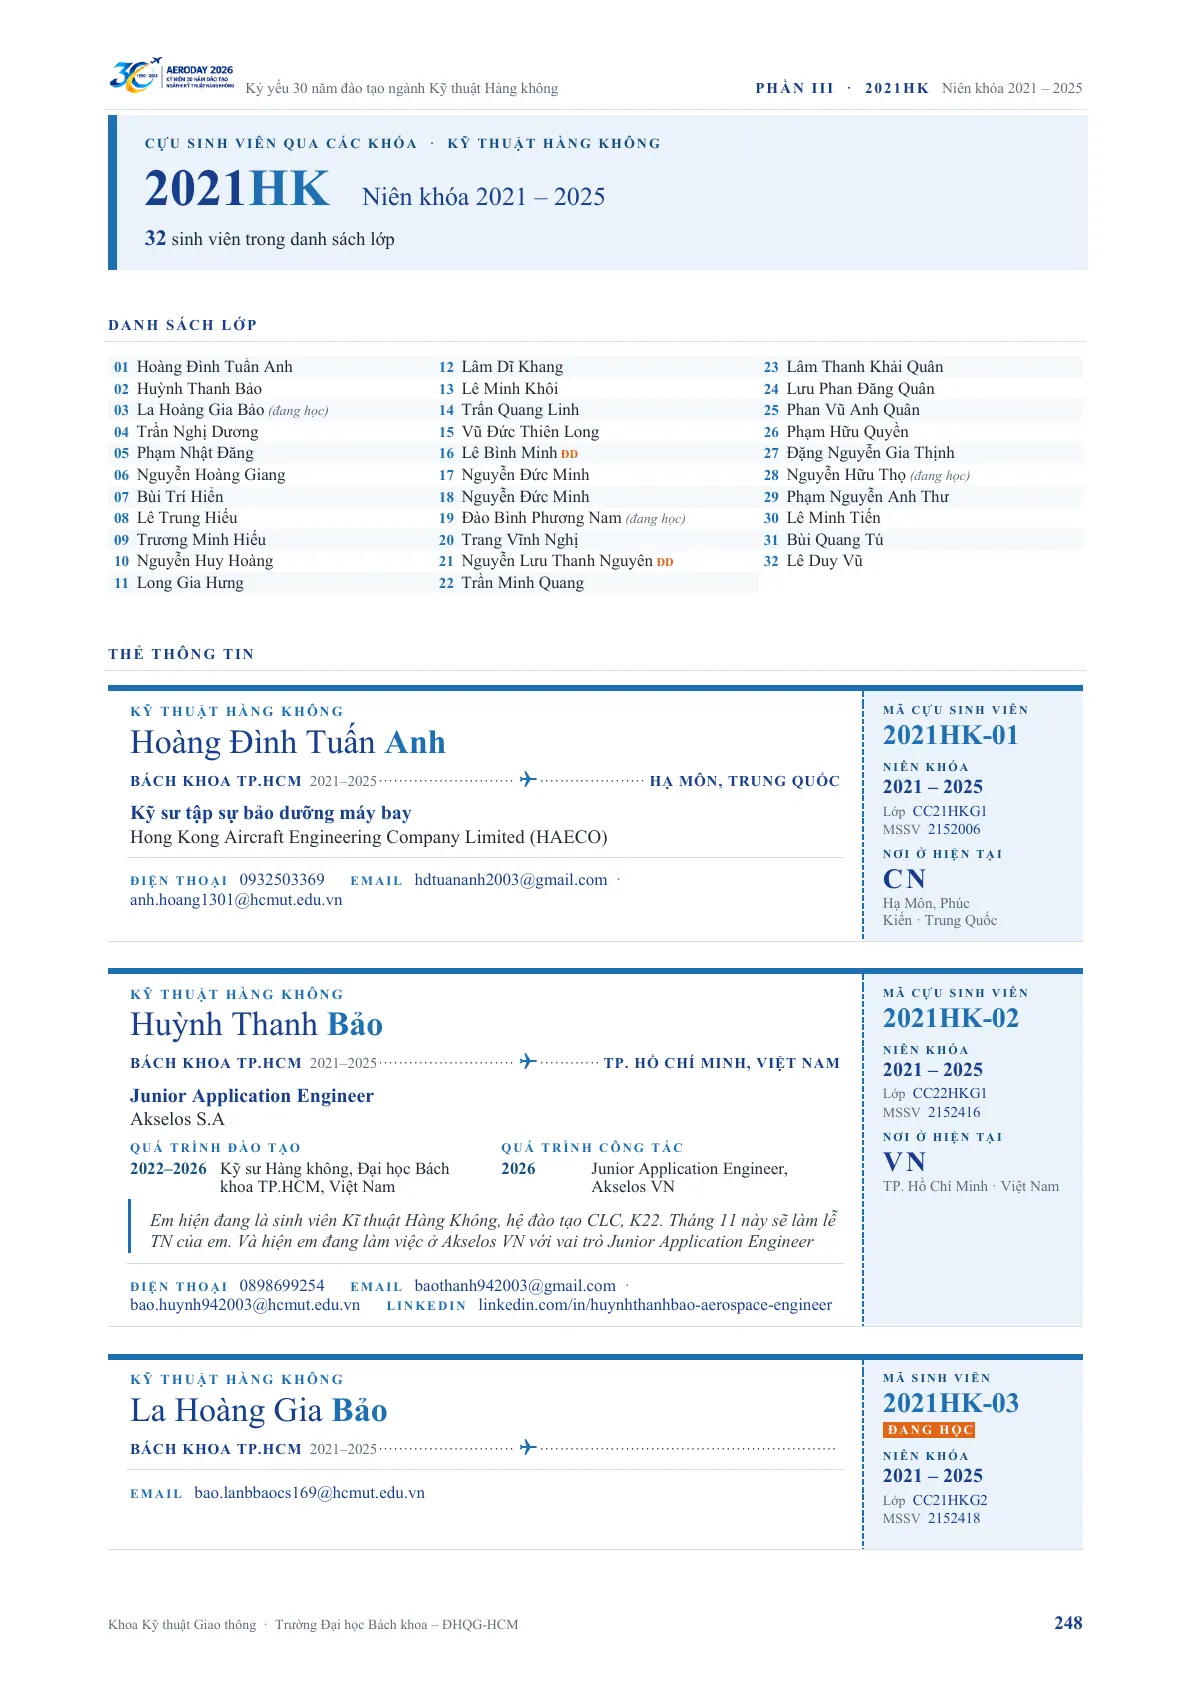 AERODAY 2026
KỶ NIỆM 30 NĂM ĐÀO TẠO
NGÀNH KỸ THUẬT HÀNG KHÔNG
Kỷ yếu 30 năm đào tạo ngành Kỹ thuật Hàng không
PHẦN III · 2021HK Niên khóa 2021 – 2025
CỰU SINH VIÊN QUA CÁC KHÓA · KỸ THUẬT HÀNG KHÔNG
2021HK Niên khóa 2021 – 2025
32 sinh viên trong danh sách lớp
DANH SÁCH LỚP
01 Hoàng Đình Tuấn Anh
02 Huỳnh Thanh Bảo
03 La Hoàng Gia Bảo (đang học)
04 Trần Nghị Dương
05 Phạm Nhật Đăng
06 Nguyễn Hoàng Giang
07 Bùi Trí Hiển
08 Lê Trung Hiếu
09 Trương Minh Hiếu
10 Nguyễn Huy Hoàng
11 Long Gia Hưng
12 Lâm Dĩ Khang
13 Lê Minh Khôi
14 Trần Quang Linh
15 Vũ Đức Thiên Long
16 Lê Bình Minh ĐD
17 Nguyễn Đức Minh
18 Nguyễn Đức Minh
19 Đào Bình Phương Nam (đang học)
20 Trang Vĩnh Nghị
21 Nguyễn Lưu Thanh Nguyên ĐD
22 Trần Minh Quang
23 Lâm Thanh Khải Quân
24 Lưu Phan Đăng Quân
25 Phan Vũ Anh Quân
26 Phạm Hữu Quyền
27 Đặng Nguyễn Gia Thịnh
28 Nguyễn Hữu Thọ (đang học)
29 Phạm Nguyễn Anh Thư
30 Lê Minh Tiến
31 Bùi Quang Tú
32 Lê Duy Vũ
THẺ THÔNG TIN
KỸ THUẬT HÀNG KHÔNG
Hoàng Đình Tuấn Anh
BÁCH KHOA TP.HCM 2021–2025 HẠ MÔN, TRUNG QUỐC
Kỹ sư tập sự bảo dưỡng máy bay
Hong Kong Aircraft Engineering Company Limited (HAECO)
ĐIỆN THOẠI 0932503369 EMAIL hdtuananh2003@gmail.com ·
anh.hoang1301@hcmut.edu.vn
MÃ CỰU SINH VIÊN
2021HK-01
NIÊN KHÓA
2021 – 2025
Lớp CC21HKG1
MSSV 2152006
NƠI Ở HIỆN TẠI
CN
Hạ Môn, Phúc
Kiến · Trung Quốc
KỸ THUẬT HÀNG KHÔNG
Huỳnh Thanh Bảo
BÁCH KHOA TP.HCM 2021–2025 TP. HỒ CHÍ MINH, VIỆT NAM
Junior Application Engineer
Akselos S.A
QUÁ TRÌNH ĐÀO TẠO
2022–2026 Kỹ sư Hàng không, Đại học Bách
khoa TP.HCM, Việt Nam
QUÁ TRÌNH CÔNG TÁC
2026 Junior Application Engineer,
Akselos VN
Em hiện đang là sinh viên Kĩ thuật Hàng Không, hệ đào tạo CLC, K22. Tháng 11 này sẽ làm lễ
TN của em. Và hiện em đang làm việc ở Akselos VN với vai trò Junior Application Engineer
ĐIỆN THOẠI 0898699254 EMAIL baothanh942003@gmail.com ·
bao.huynh942003@hcmut.edu.vn LINKEDIN linkedin.com/in/huynhthanhbao-aerospace-engineer
MÃ CỰU SINH VIÊN
2021HK-02
NIÊN KHÓA
2021 – 2025
Lớp CC22HKG1
MSSV 2152416
NƠI Ở HIỆN TẠI
VN
TP. Hồ Chí Minh · Việt Nam
KỸ THUẬT HÀNG KHÔNG
La Hoàng Gia Bảo
BÁCH KHOA TP.HCM 2021–2025
EMAIL bao.lanbbaocs169@hcmut.edu.vn
MÃ SINH VIÊN
2021HK-03
ĐANG HỌC
NIÊN KHÓA
2021 – 2025
Lớp CC21HKG2
MSSV 2152418
Khoa Kỹ thuật Giao thông · Trường Đại học Bách khoa – ĐHQG-HCM
248